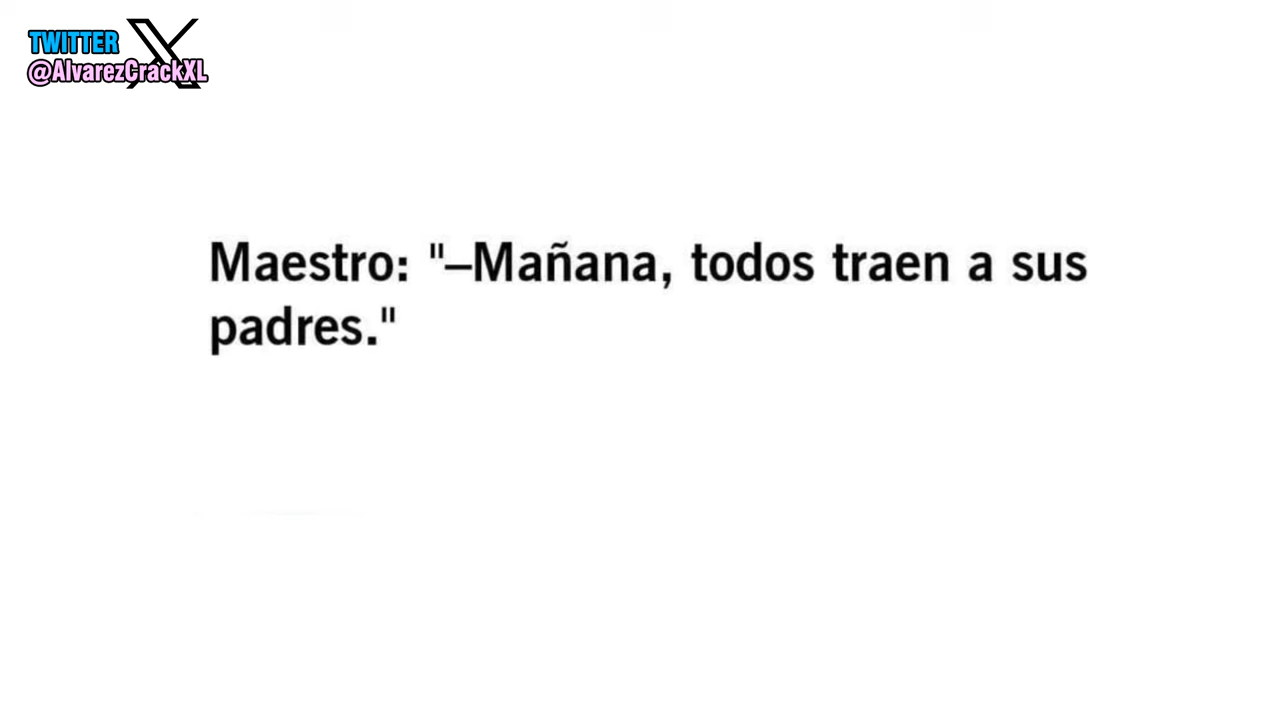 TWITTER
@AlvarezCrackXL
Maestro: "–Mañana, todos traen a sus
padres."